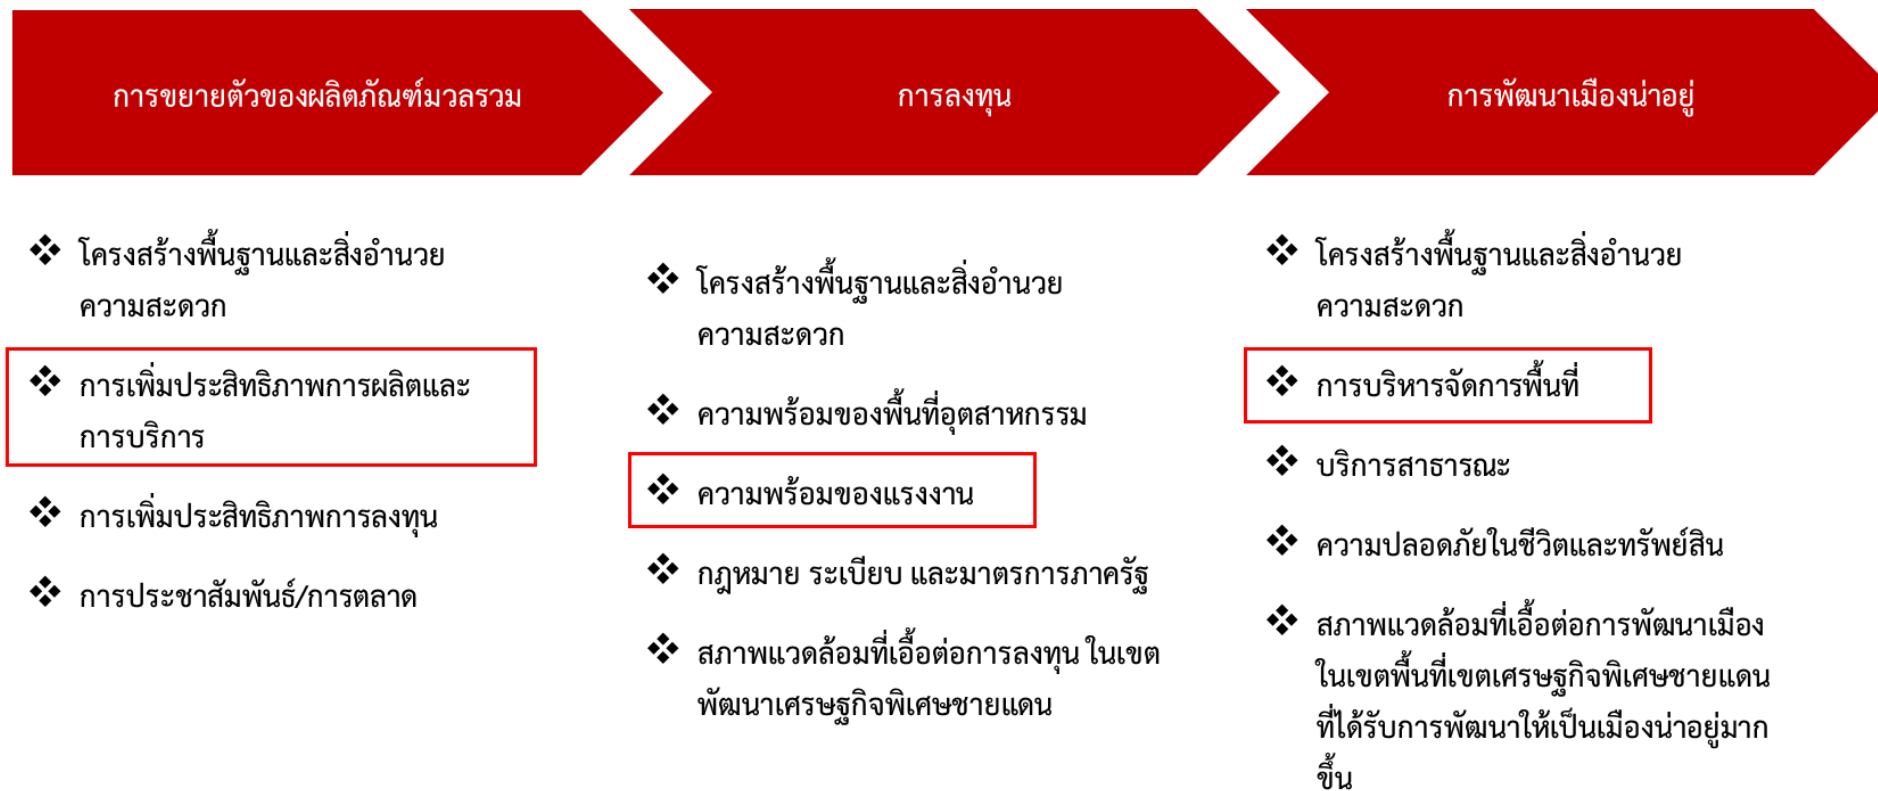 การขยายตัวของผลิตภัณฑ์มวลรวม
❖ โครงสร้างพื้นฐานและสิ่งอำนวย
ความสะดวก
❖ การเพิ่มประสิทธิภาพการผลิตและ
การบริการ
❖ การเพิ่มประสิทธิภาพการลงทุน
❖ การประชาสัมพันธ์/การตลาด
การลงทุน
❖ โครงสร้างพื้นฐานและสิ่งอำนวย
ความสะดวก
❖ ความพร้อมของพื้นที่อุตสาหกรรม
❖ ความพร้อมของแรงงาน
❖ กฎหมาย ระเบียบ และมาตรการภาครัฐ
❖ สภาพแวดล้อมที่เอื้อต่อการลงทุน ในเขต
พัฒนาเศรษฐกิจพิเศษชายแดน
การพัฒนาเมืองน่าอยู่
❖ โครงสร้างพื้นฐานและสิ่งอำนวย
ความสะดวก
❖ การบริหารจัดการพื้นที่
❖ บริการสาธารณะ
❖ ความปลอดภัยในชีวิตและทรัพย์สิน
❖ สภาพแวดล้อมที่เอื้อต่อการพัฒนาเมือง
ในเขตพื้นที่เขตเศรษฐกิจพิเศษชายแดน
ที่ได้รับการพัฒนาให้เป็นเมืองน่าอยู่มาก
ขึ้น